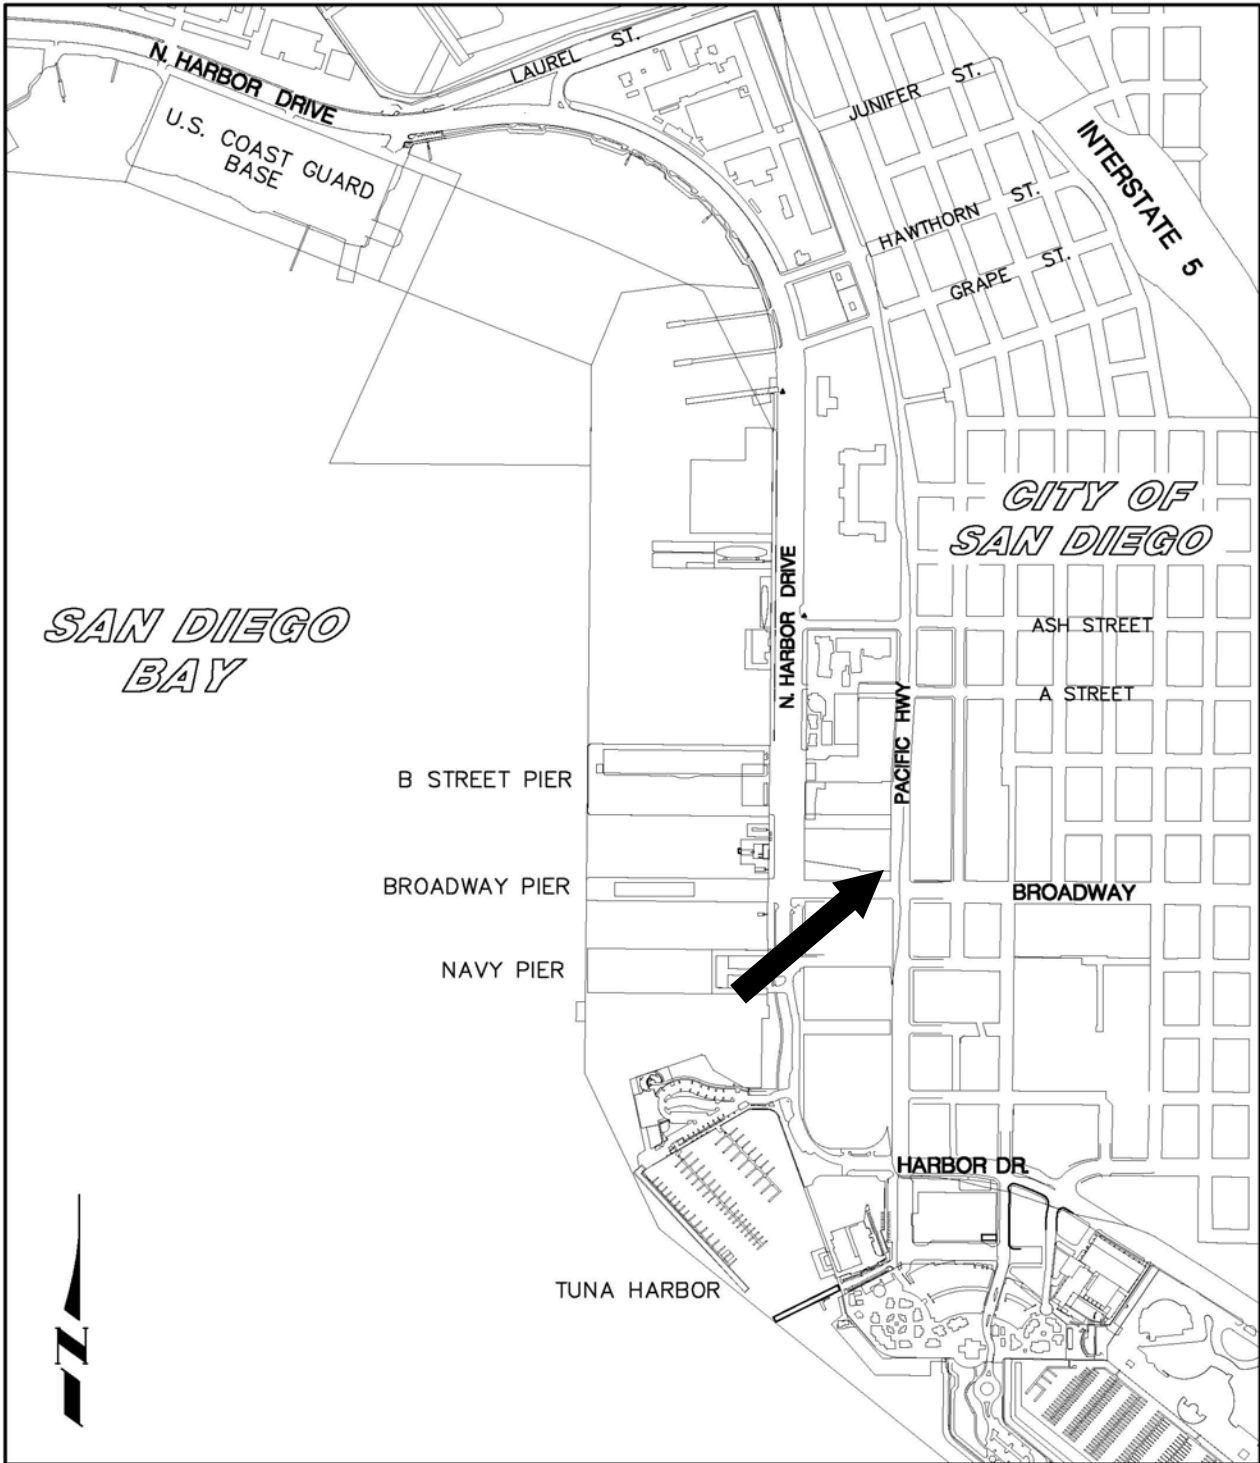 N. HARBOR DRIVE
LAUREL ST.
JUNIFER ST.
U.S. COAST GUARD
BASE
INTERSTATE 5
HAWTHORN ST.
GRAPE ST.
CITY OF
SAN DIEGO
SAN DIEGO
BAY
N. HARBOR DRIVE
ASH STREET
A STREET
PACIFIC HWY
B STREET PIER
BROADWAY PIER
BROADWAY
NAVY PIER
HARBOR DR.
TUNA HARBOR
N